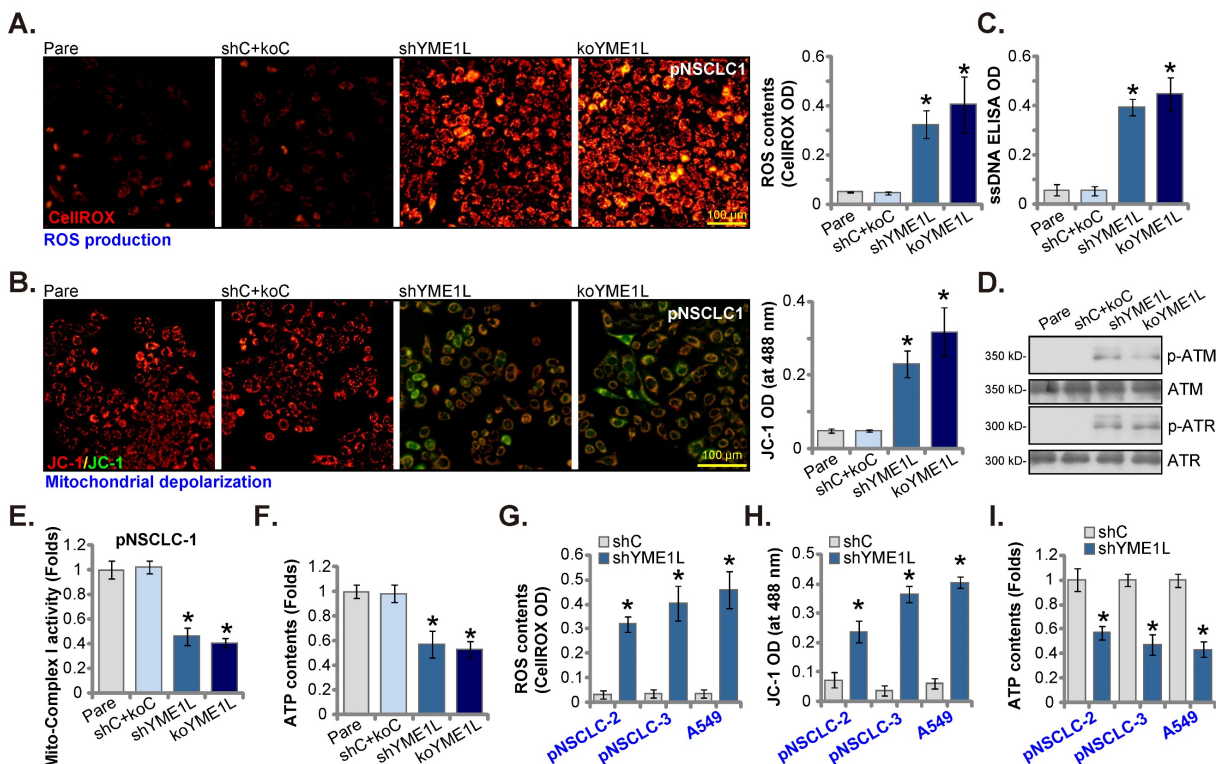 A.
Pare
shC+koC
shYME1L
koYME1L
pNSCLC1
CellROX
100 µm
ROS production
ROS contents
(CellROX OD)
0.6
0.4
0.2
0
*
*
Pare
shC+koC
shYME1L
koYME1L
C.
ssDNA ELISA OD
0.6
0.4
0.2
0
*
*
Pare
shC+koC
shYME1L
koYME1L
B.
Pare
shC+koC
shYME1L
koYME1L
pNSCLC1
JC-1/JC-1
100 µm
Mitochondrial depolarization
JC-1 OD (at 488 nm)
0.4
0.2
0
*
*
Pare
shC+koC
shYME1L
koYME1L
D.
Pare
shC+koC
shYME1L
koYME1L
350 kD-
p-ATM
350 kD-
ATM
300 kD-
p-ATR
300 kD-
ATR
E.
pNSCLC-1
Mito-Complex I activity (Folds)
1.2
1
0.8
0.6
0.4
0.2
0
*
*
Pare
shC+koC
shYME1L
koYME1L
F.
ATP contents (Folds)
1.2
1
0.8
0.6
0.4
0.2
0
*
*
Pare
shC+koC
shYME1L
koYME1L
G.
shC
shYME1L
ROS contents
(CellROX OD)
0.6
0.5
0.4
0.3
0.2
0.1
0
*
*
*
pNSCLC-2
pNSCLC-3
A549
H.
shC
shYME1L
JC-1 OD (at 488 nm)
0.5
0.4
0.3
0.2
0.1
0
*
*
*
pNSCLC-2
pNSCLC-3
A549
I.
shC
shYME1L
ATP contents (Folds)
1.2
1
0.8
0.6
0.4
0.2
0
*
*
*
pNSCLC-2
pNSCLC-3
A549